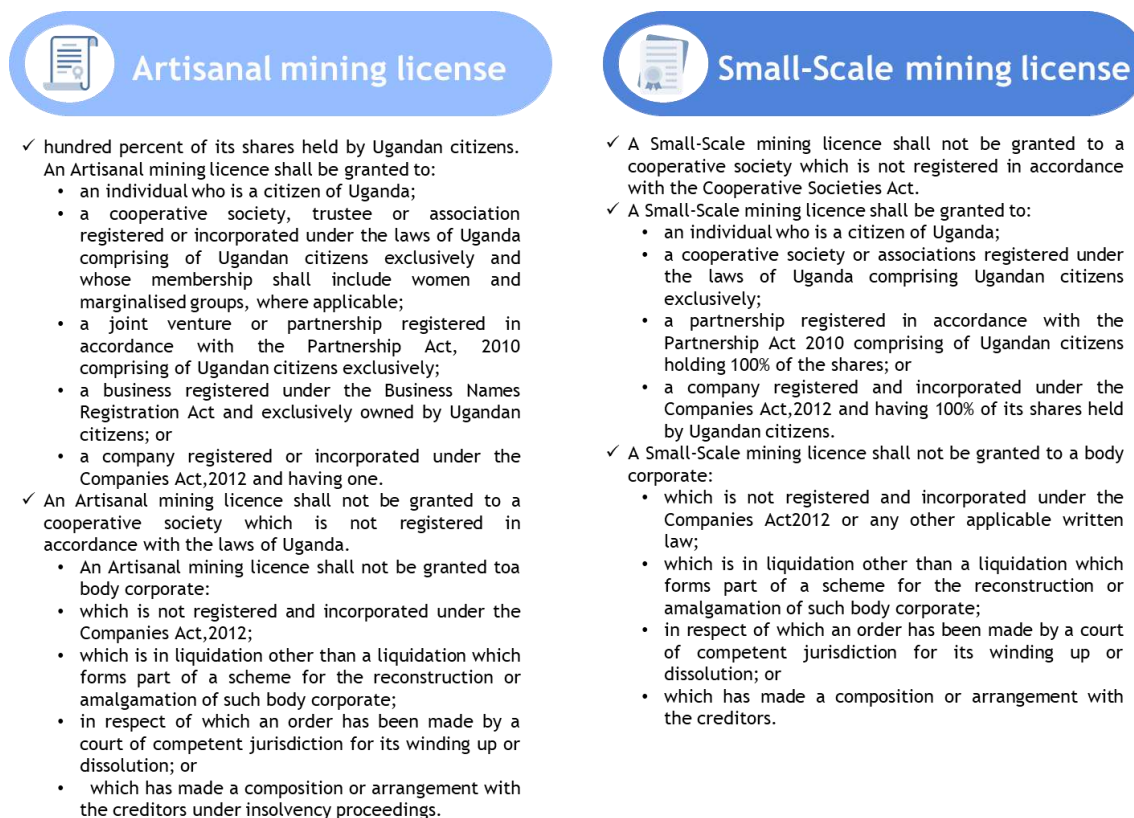 Artisanal mining license
✓ hundred percent of its shares held by Ugandan citizens.
An Artisanal mining licence shall be granted to:
• an individual who is a citizen of Uganda;
• a cooperative society, trustee or association
registered or incorporated under the laws of Uganda
comprising of Ugandan citizens exclusively and
whose membership shall include women and
marginalised groups, where applicable;
• a joint venture or partnership registered in
accordance with the Partnership Act, 2010
comprising of Ugandan citizens exclusively;
• a business registered under the Business Names
Registration Act and exclusively owned by Ugandan
citizens; or
• a company registered or incorporated under the
Companies Act,2012 and having one.
✓ An Artisanal mining licence shall not be granted to a
cooperative society which is not registered in
accordance with the laws of Uganda.
• An Artisanal mining licence shall not be granted toa
body corporate:
• which is not registered and incorporated under the
Companies Act,2012;
• which is in liquidation other than a liquidation which
forms part of a scheme for the reconstruction or
amalgamation of such body corporate;
• in respect of which an order has been made by a
court of competent jurisdiction for its winding up or
dissolution; or
• which has made a composition or arrangement with
the creditors under insolvency proceedings.
Small-Scale mining license
✓ A Small-Scale mining licence shall not be granted to a
cooperative society which is not registered in accordance
with the Cooperative Societies Act.
✓ A Small-Scale mining licence shall be granted to:
• an individual who is a citizen of Uganda;
• a cooperative society or associations registered under
the laws of Uganda comprising Ugandan citizens
exclusively;
• a partnership registered in accordance with the
Partnership Act 2010 comprising of Ugandan citizens
holding 100% of the shares; or
• a company registered and incorporated under the
Companies Act,2012 and having 100% of its shares held
by Ugandan citizens.
✓ A Small-Scale mining licence shall not be granted to a body
corporate:
• which is not registered and incorporated under the
Companies Act2012 or any other applicable written
law;
• which is in liquidation other than a liquidation which
forms part of a scheme for the reconstruction or
amalgamation of such body corporate;
• in respect of which an order has been made by a court
of competent jurisdiction for its winding up or
dissolution; or
• which has made a composition or arrangement with
the creditors.